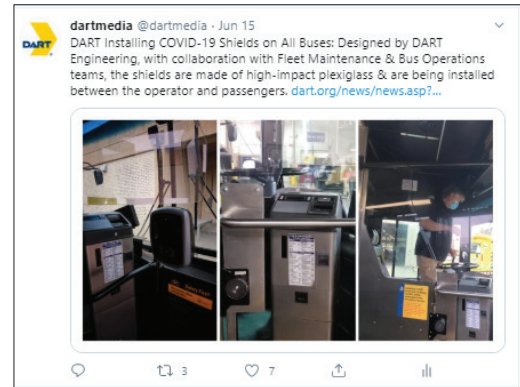 dartmedia @dartmedia · Jun 15
DART
DART Installing COVID-19 Shields on All Buses: Designed by DART
Engineering, with collaboration with Fleet Maintenance & Bus Operations
teams, the shields are made of high-impact plexiglass & are being installed
between the operator and passengers. dart.org/news/news.asp?...
3
7